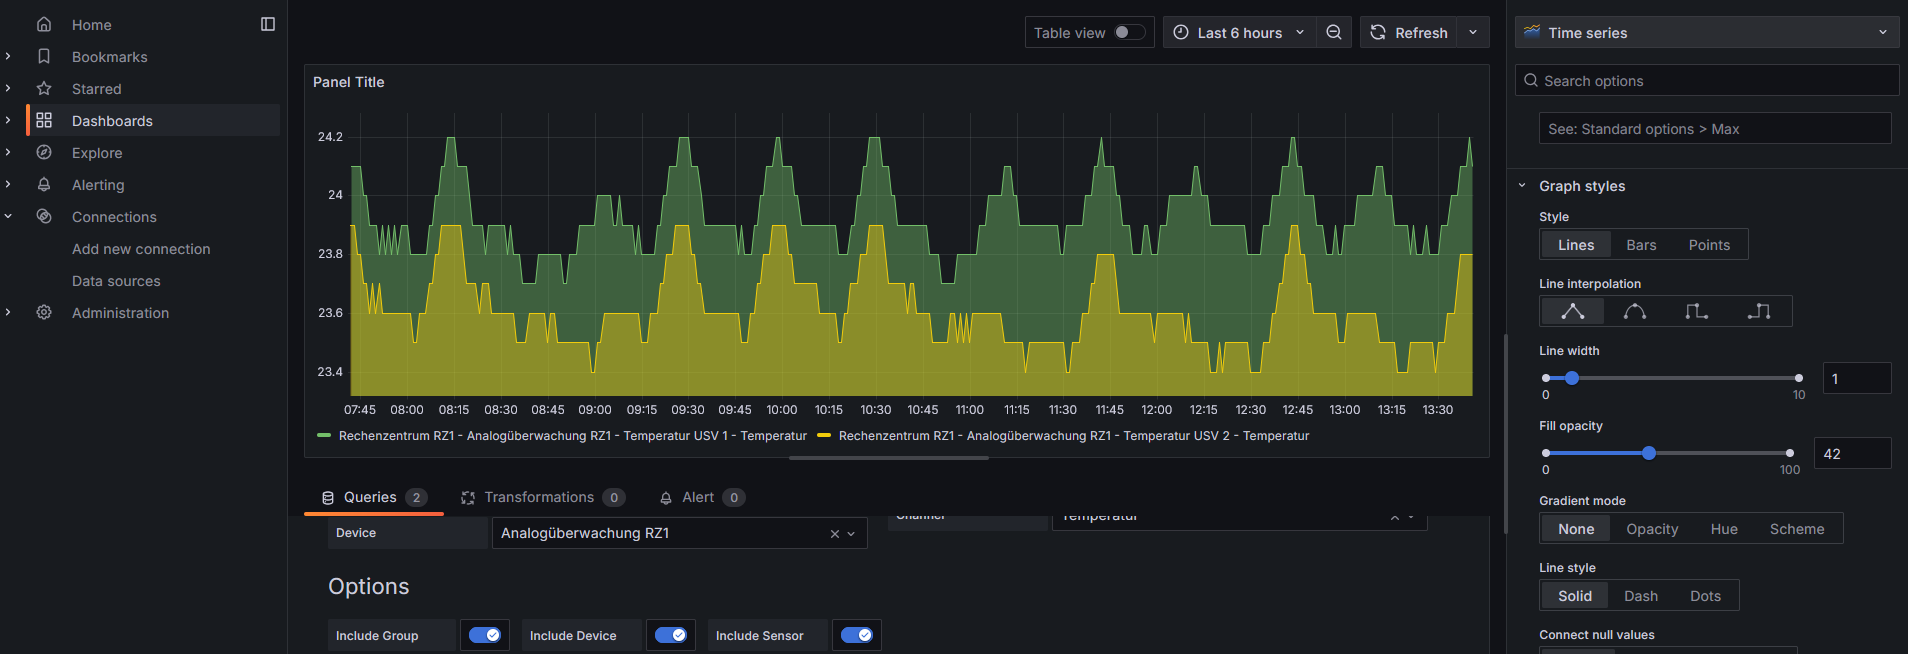 Home
Bookmarks
Starred
Dashboards
Explore
Alerting
Connections
Add new connection
Data sources
Administration
Table view
Last 6 hours
Refresh
Panel Title
24.2
24
23.8
23.6
23.4
07:45 08:00 08:15 08:30 08:45 09:00 09:15 09:30 09:45 10:00 10:15 10:30 10:45 11:00 11:15 11:30 11:45 12:00 12:15 12:30 12:45 13:00 13:15 13:30
Rechenzentrum RZ1 - Analogüberwachung RZ1 - Temperatur USV 1 - Temperatur Rechenzentrum RZ1 - Analogüberwachung RZ1 - Temperatur USV 2 - Temperatur
Queries 2 Transformations 0 Alert 0
Channel Temperatur
Device Analogüberwachung RZ1
Options
Include Group Include Device Include Sensor
Time series
Search options
See: Standard options > Max
Graph styles
Style
Lines Bars Points
Line interpolation
Line width
1
0 10
Fill opacity
42
0 100
Gradient mode
None Opacity Hue Scheme
Line style
Solid Dash Dots
Connect null values